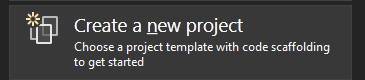 Create a new project
Choose a project template with code scaffolding
to get started